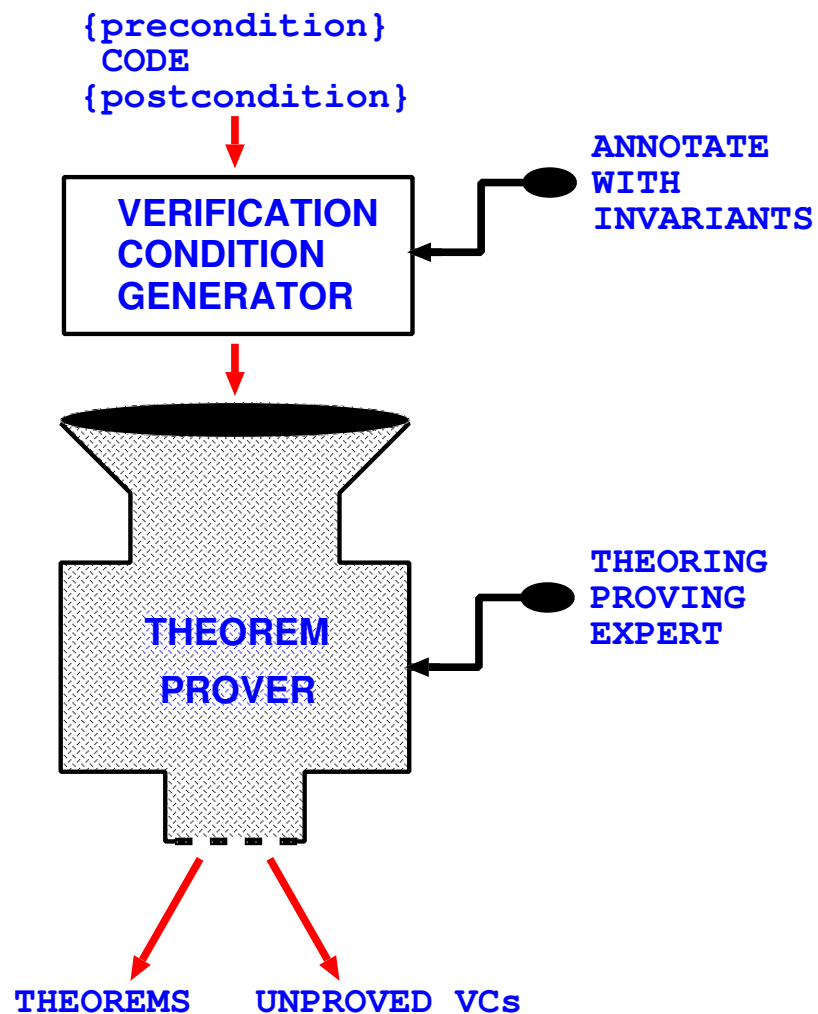 {precondition}
CODE
{postcondition}
ANNOTATE
WITH
INVARIANTS
VERIFICATION
CONDITION
GENERATOR
THEORING
PROVING
EXPERT
THEOREM
PROVER
THEOREMS
UNPROVED VCs